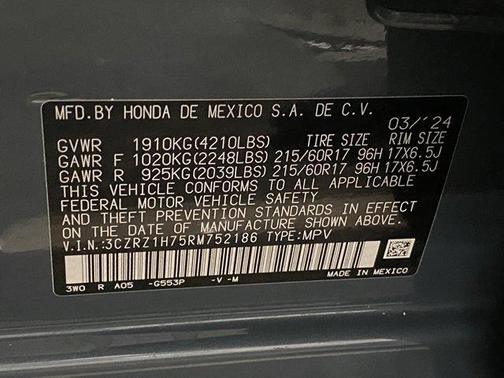 MFD.BY HONDA DE MEXICO S.A. DE C.V. 03/'24
GVWR 1910KG(4210LBS) TIRE SIZE RIM SIZE
GAWR F 1020KG(2248LBS) 215/60R17 96H 17X6.5J
GAWR R 925KG(2039LBS) 215/60R17 96H 17X6.5J
THIS VEHICLE CONFORMS TO ALL APPLICABLE
FEDERAL MOTOR VEHICLE SAFETY
AND BUMPER
IN EFFECT ON THE DATE OF MANUFACTURE SHOWN ABOVE.
V.I.N.:3CZRZ1H75RM752186 TYPE:MPV
3W0 R A05 -G553P -V -M MADE IN MEXICO